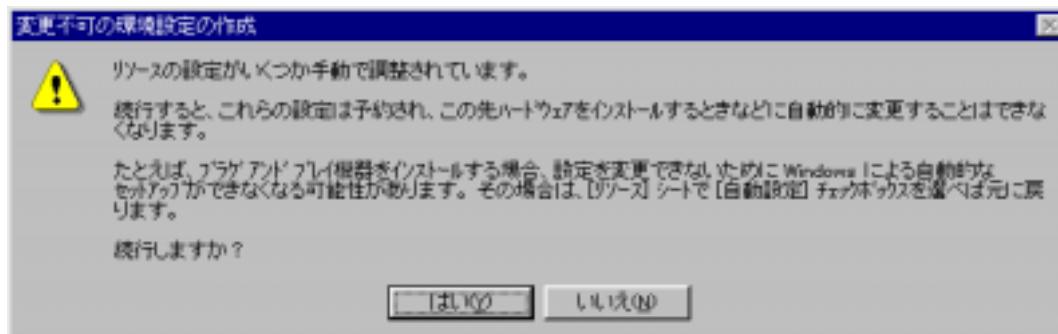 変更不可の環境設定の作成
リソースの設定がいくつか手動で調整されています。
続行すると、これらの設定は予約され、この先ハードウェアをインストールするときなどに自動的に変更することはできな
くなります。
たとえば、プラグ アンド プレイ機器をインストールする場合、設定を変更できないために Windows による自動的な
セットアップができなくなる可能性があります。その場合は、[リソース] シートで [自動設定] チェックボックスを選べば元に戻
ります。
続行しますか？
はい(Y) いいえ(N)